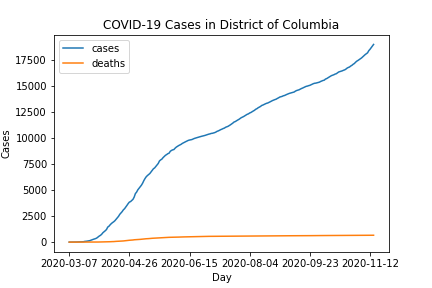 COVID-19 Cases in District of Columbia
cases
deaths
17500
15000
12500
10000
7500
5000
2500
0
Cases
2020-03-07 2020-04-26 2020-06-15 2020-08-04 2020-09-23 2020-11-12
Day